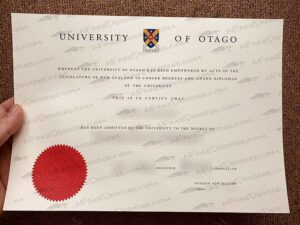 UNIVERSITY OF OTAGO
WHEREAS THE UNIVERSITY OF OTAGO HAS BEEN EMPOWERED BY ACTS OF THE
LEGISLATURE OF NEW ZEALAND TO CONFER DEGREES AND AWARD DIPLOMAS
OF THE UNIVERSITY
THIS IS TO CERTIFY THAT
HAS BEEN ADMITTED BY THE UNIVERSITY TO THE DEGREE OF
REGISTRAR CHANCELLOR
DUNEDIN NEW ZEALAND